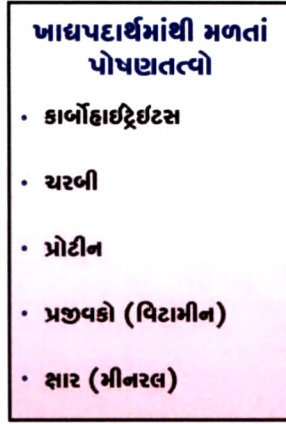 ખાદ્યપદાર્થમાંથી મળતાં
પોષણતત્વો
• કાર્બોહાઈટ્રેઈટસ
• ચરબી
• પ્રોટીન
• પ્રજીવકો (વિટામીન)
• ક્ષાર (મીનરલ)